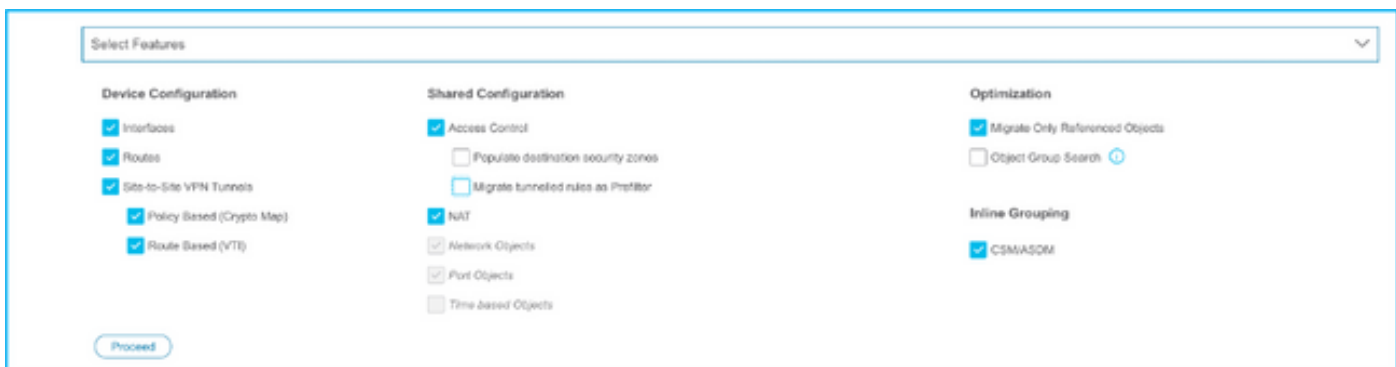 Select Features
Device Configuration
Interfaces
Routes
Site-to-Site VPN Tunnels
Policy Based (Crypto Map)
Route Based (VTI)
Shared Configuration
Access Control
Populate destination security zones
Migrate tunnelled rules as Prefilter
NAT
Network Objects
Port Objects
Time based Objects
Optimization
Migrate Only Referenced Objects
Object Group Search
Inline Grouping
CSM/ASDM
Proceed